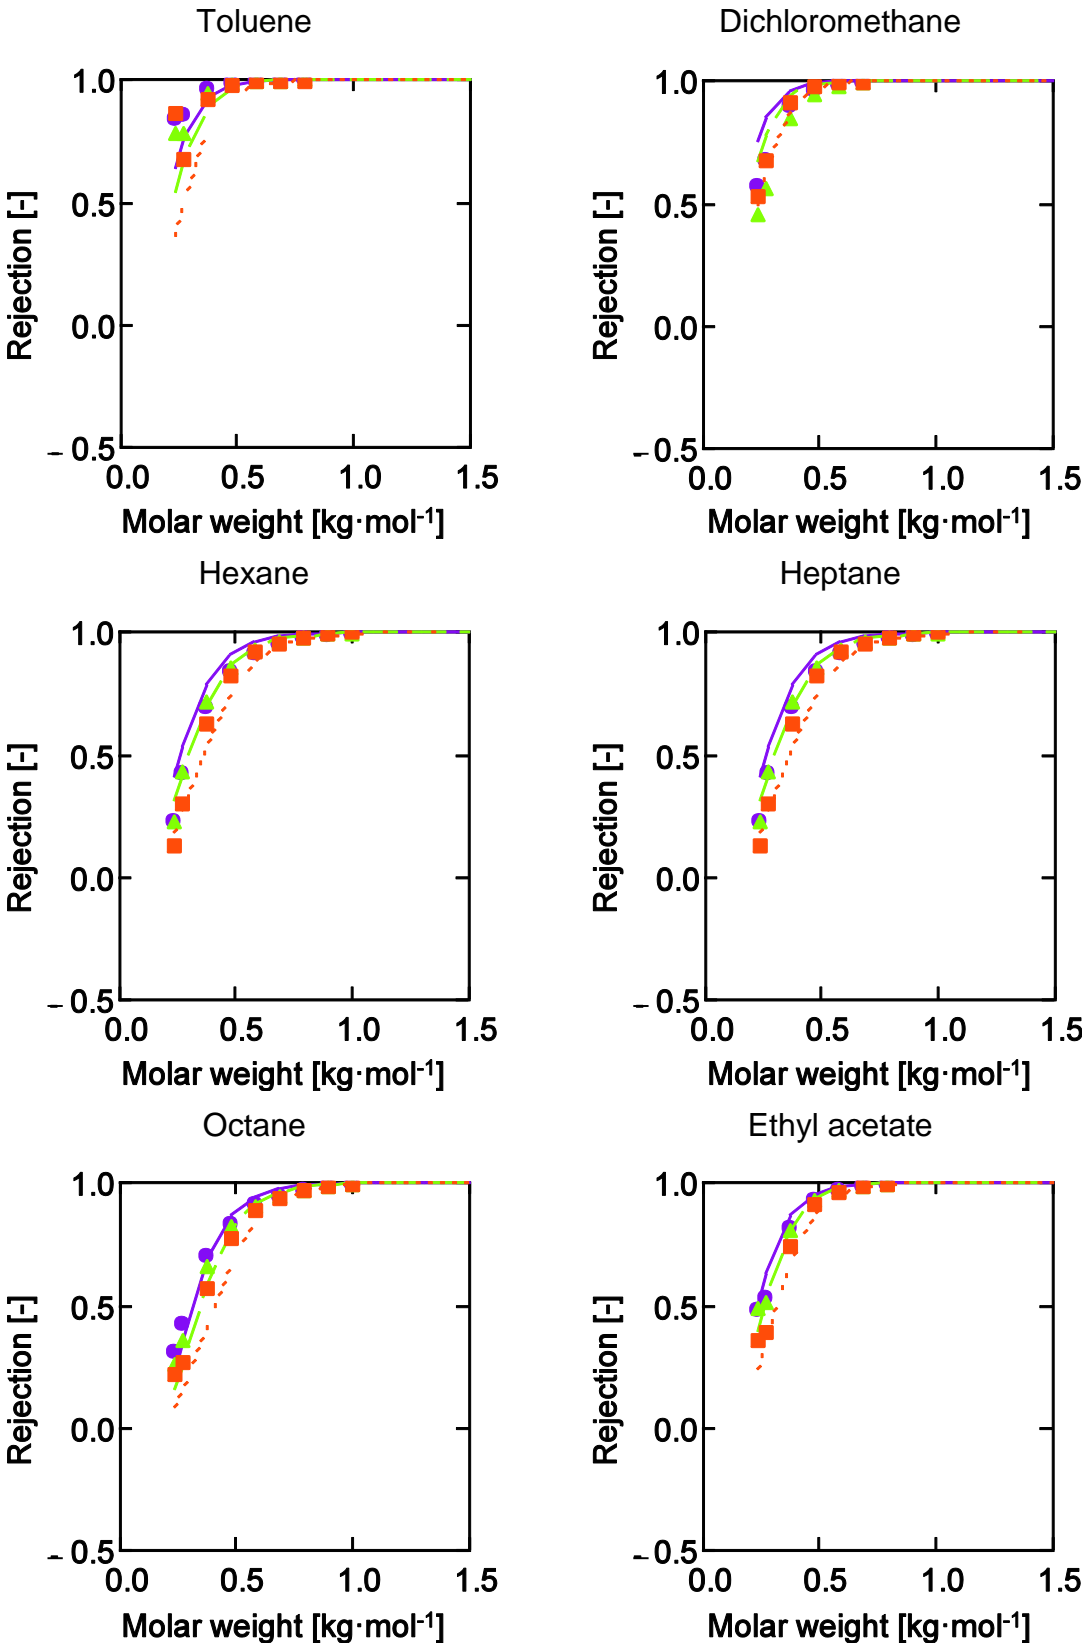 Toluene
Dichloromethane
1.0
0.5
0.0
– 0.5
Rejection [-]
0.0 0.5 1.0 1.5
Molar weight [kg·mol-1]
1.0
0.5
0.0
– 0.5
Rejection [-]
0.0 0.5 1.0 1.5
Molar weight [kg·mol-1]
Hexane
Heptane
1.0
0.5
0.0
– 0.5
Rejection [-]
0.0 0.5 1.0 1.5
Molar weight [kg·mol-1]
1.0
0.5
0.0
– 0.5
Rejection [-]
0.0 0.5 1.0 1.5
Molar weight [kg·mol-1]
Octane
Ethyl acetate
1.0
0.5
0.0
– 0.5
Rejection [-]
0.0 0.5 1.0 1.5
Molar weight [kg·mol-1]
1.0
0.5
0.0
– 0.5
Rejection [-]
0.0 0.5 1.0 1.5
Molar weight [kg·mol-1]